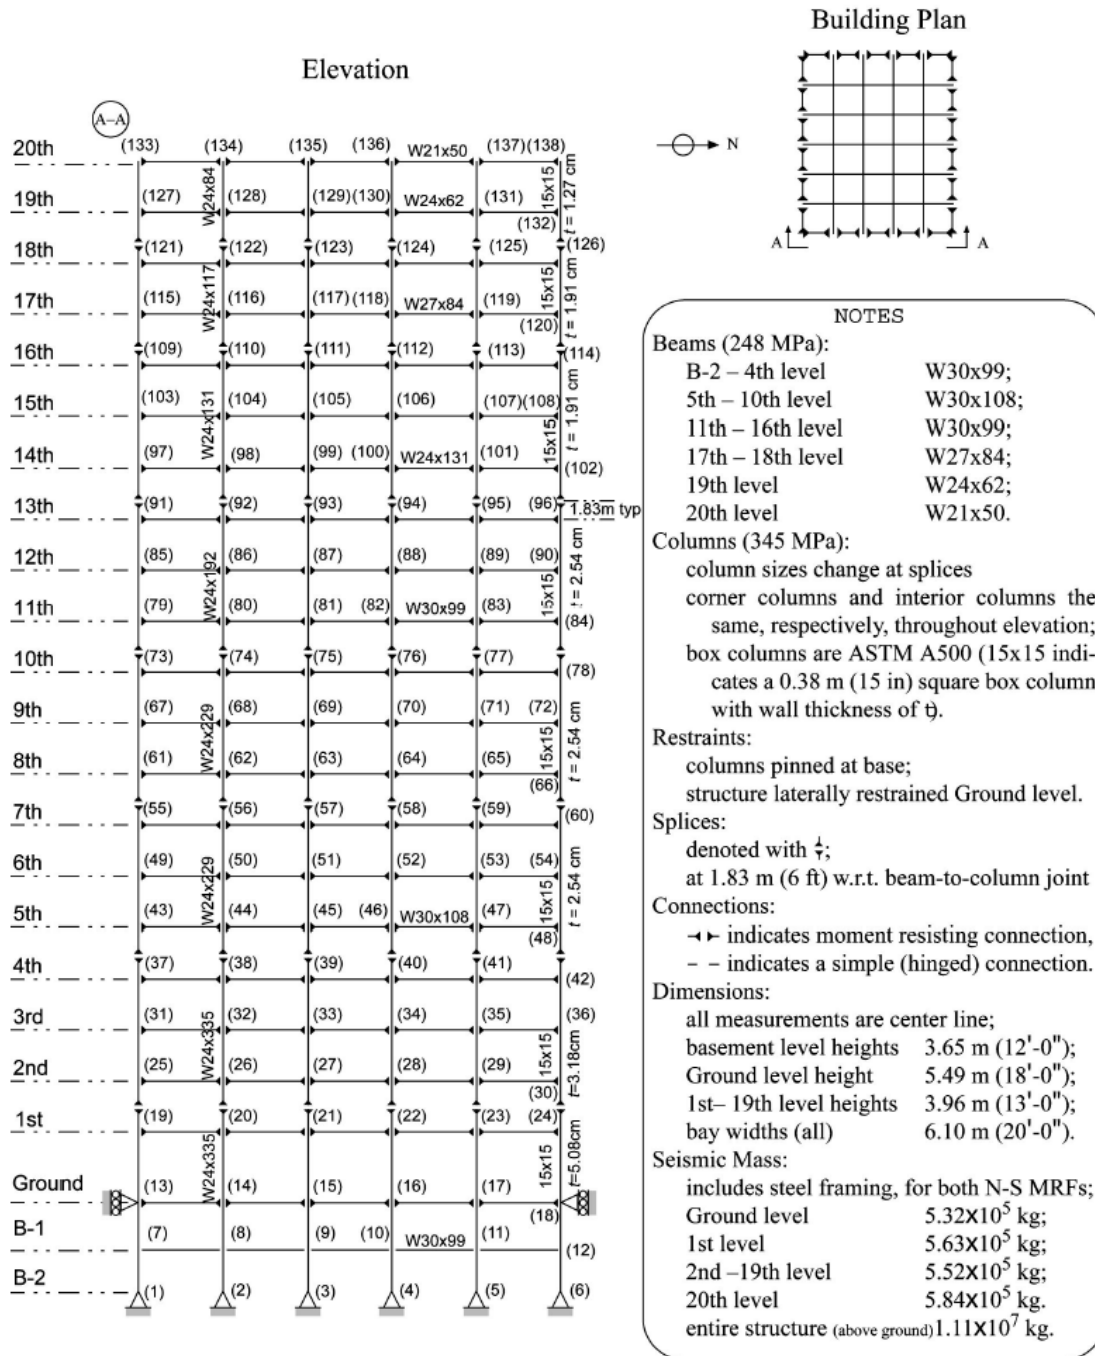 Building Plan
Elevation
A–A
N
A A
20th (133) (134) (135) (136) W21x50 (137)(138)
W24x84 15x15 t = 1.27 cm
19th (127) (128) (129)(130) W24x62 (131)
(132)
18th (121) (122) (123) (124) (125) (126)
W24x117 15x15 t = 1.91 cm
17th (115) (116) (117)(118) W27x84 (119)
(120)
16th (109) (110) (111) (112) (113) (114)
15th (103) (104) (105) (106) (107)(108)
W24x131 15x15 t = 1.91 cm
14th (97) (98) (99) (100) W24x131 (101) (102)
13th (91) (92) (93) (94) (95) (96) 1.83m typ
12th (85) (86) (87) (88) (89) (90)
W24x192 15x15 t = 2.54 cm
11th (79) (80) (81) (82) W30x99 (83) (84)
10th (73) (74) (75) (76) (77) (78)
9th (67) (68) (69) (70) (71) (72)
W24x229 15x15 t = 2.54 cm
8th (61) (62) (63) (64) (65) (66)
7th (55) (56) (57) (58) (59) (60)
6th (49) (50) (51) (52) (53) (54)
W24x229 15x15 t = 2.54 cm
5th (43) (44) (45) (46) W30x108 (47)
(48)
4th (37) (38) (39) (40) (41) (42)
3rd (31) (32) (33) (34) (35) (36)
W24x335 15x15 t=3.18cm
2nd (25) (26) (27) (28) (29)
(30)
1st (19) (20) (21) (22) (23) (24)
W24x335 15x15 t=5.08cm
Ground (13) (14) (15) (16) (17)
(18)
B-1 (7) (8) (9) (10) W30x99 (11) (12)
B-2 (1) (2) (3) (4) (5) (6)
NOTES
Beams (248 MPa):
B-2 – 4th level W30x99;
5th – 10th level W30x108;
11th – 16th level W30x99;
17th – 18th level W27x84;
19th level W24x62;
20th level W21x50.
Columns (345 MPa):
column sizes change at splices
corner columns and interior columns the
same, respectively, throughout elevation;
box columns are ASTM A500 (15x15 indi-
cates a 0.38 m (15 in) square box column
with wall thickness of t).
Restraints:
columns pinned at base;
structure laterally restrained Ground level.
Splices:
denoted with ;
at 1.83 m (6 ft) w.r.t. beam-to-column joint
Connections:
indicates moment resisting connection,
– – indicates a simple (hinged) connection.
Dimensions:
all measurements are center line;
basement level heights 3.65 m (12'-0");
Ground level height 5.49 m (18'-0");
1st– 19th level heights 3.96 m (13'-0");
bay widths (all) 6.10 m (20'-0").
Seismic Mass:
includes steel framing, for both N-S MRFs;
Ground level 5.32X10⁵ kg;
1st level 5.63X10⁵ kg;
2nd –19th level 5.52X10⁵ kg;
20th level 5.84X10⁵ kg.
entire structure (above ground)1.11X10⁷ kg.